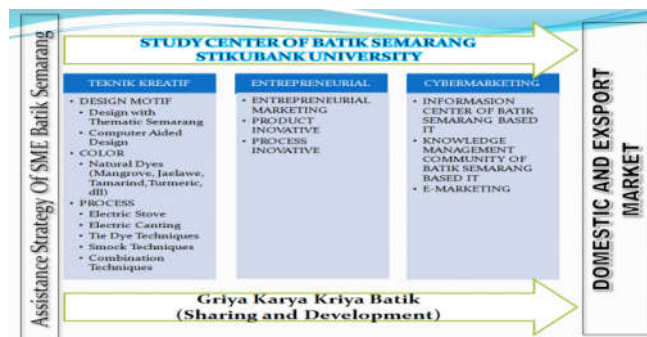 Assistance Strategy Of SME Batik Semarang
STUDY CENTER OF BATIK SEMARANG
STIKUBANK UNIVERSITY
TEKNIK KREATIF
• DESIGN MOTIF
• Design with
Thematic Semarang
• Computer Aided
Design
• COLOR
• Natural Dyes
(Mangrove, Jaelawe,
Tamarind,Turmeric,
dll)
• PROCESS
• Electric Stove
• Electric Canting
• Tie Dye Techniques
• Smock Techniques
• Combination
Techniques
ENTREPRENEURIAL
• ENTREPRENEURIAL
MARKETING
• PRODUCT
INOVATIVE
• PROCESS
INOVATIVE
CYBERMARKETING
• INFORMASION
CENTER OF BATIK
SEMARANG BASED
IT
• KNOWLEDGE
MANAGEMENT
COMMUNITY OF
BATIK SEMARANG
BASED IT
• E-MARKETING
Griya Karya Kriya Batik
(Sharing and Development)
DOMESTIC AND EXSPORT
MARKET